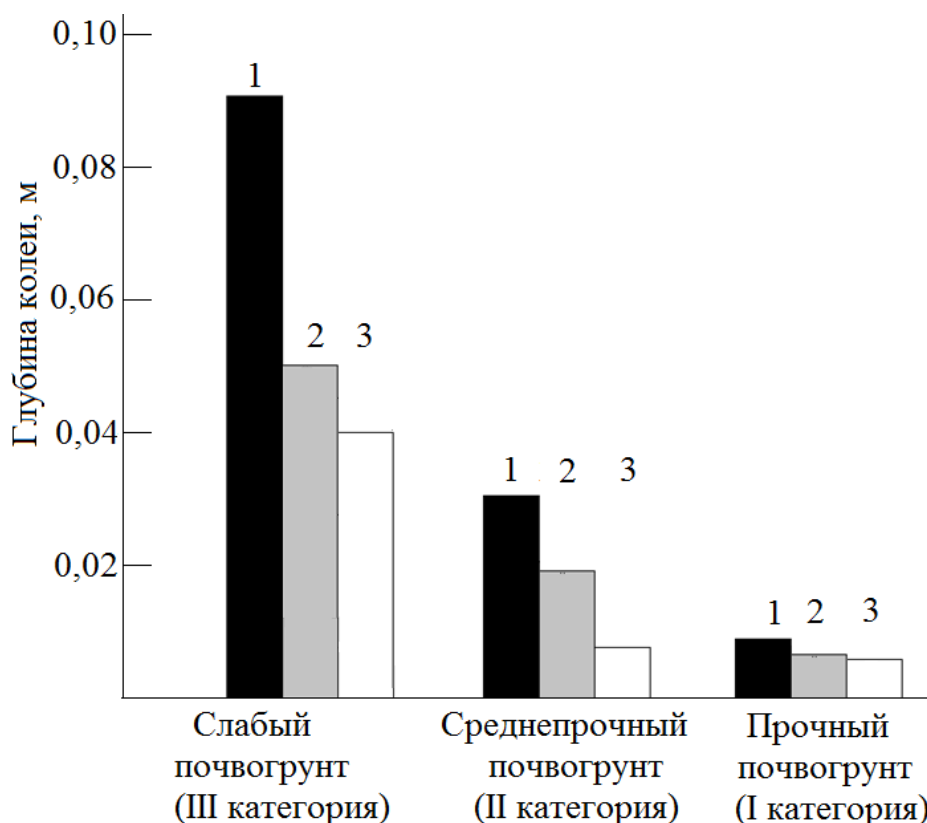 0,10
0,08
0,06
0,04
0,02
Глубина колеи, м
1
2 3
1 2 3
1 2 3
Слабый
почвогрунт
(III категория)
Среднепрочный
почвогрунт
(II категория)
Прочный
почвогрунт
(I категория)